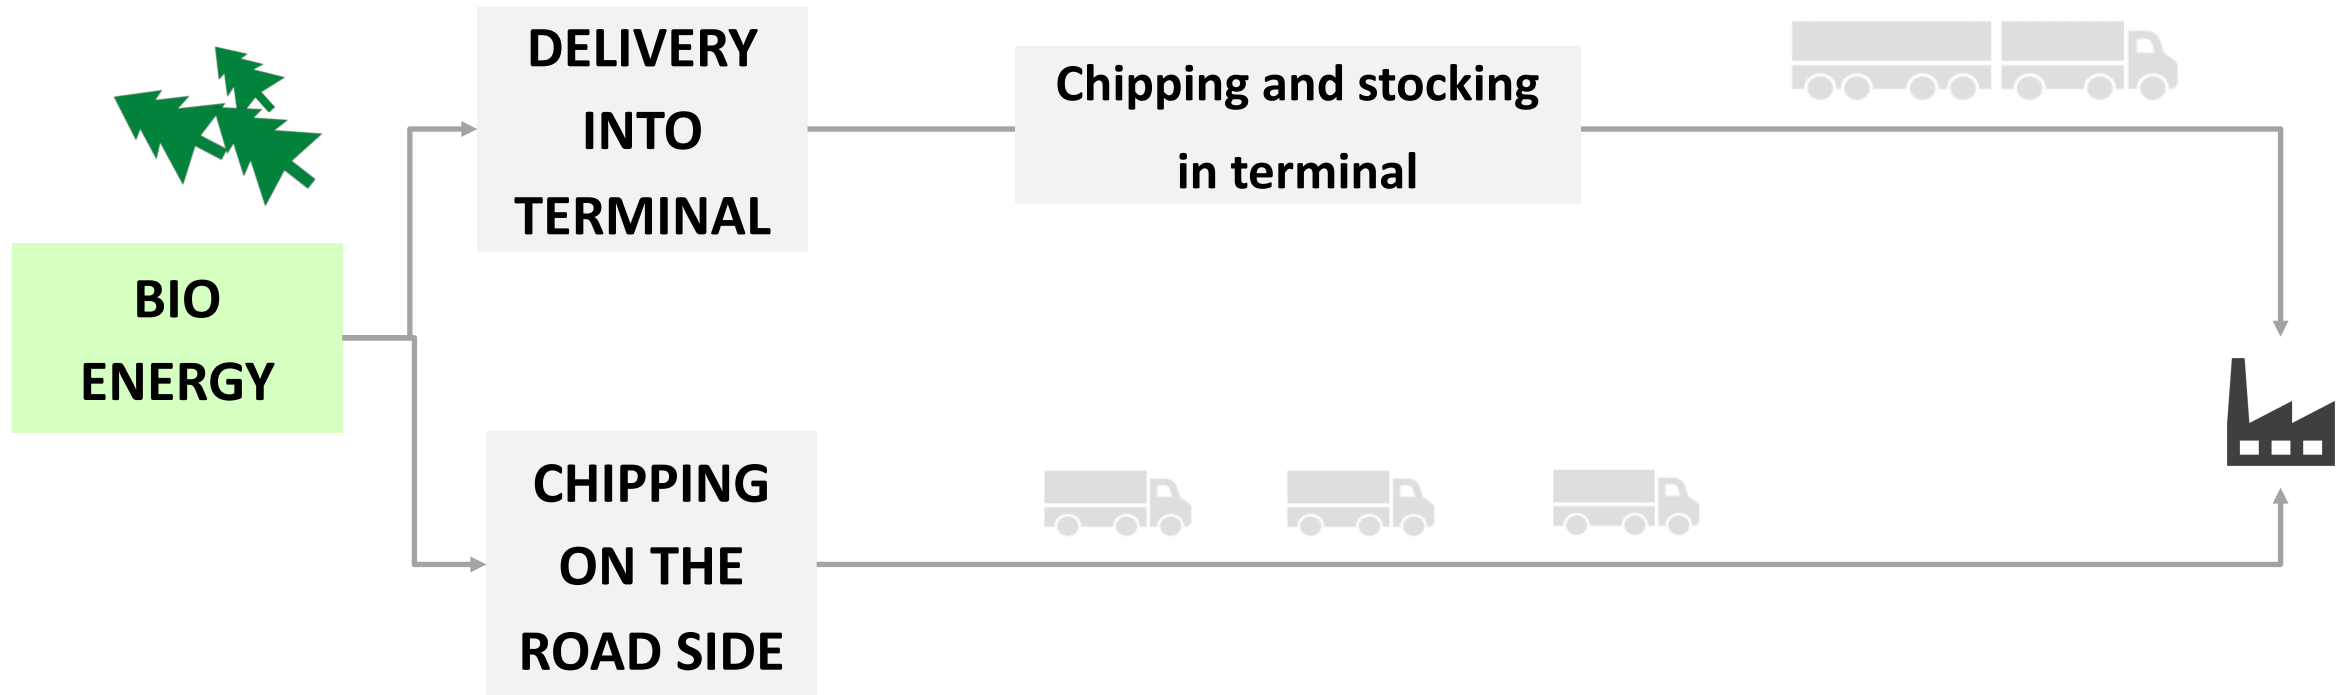 DELIVERY
INTO
TERMINAL
Chipping and stocking
in terminal
BIO
ENERGY
CHIPPING
ON THE
ROAD SIDE